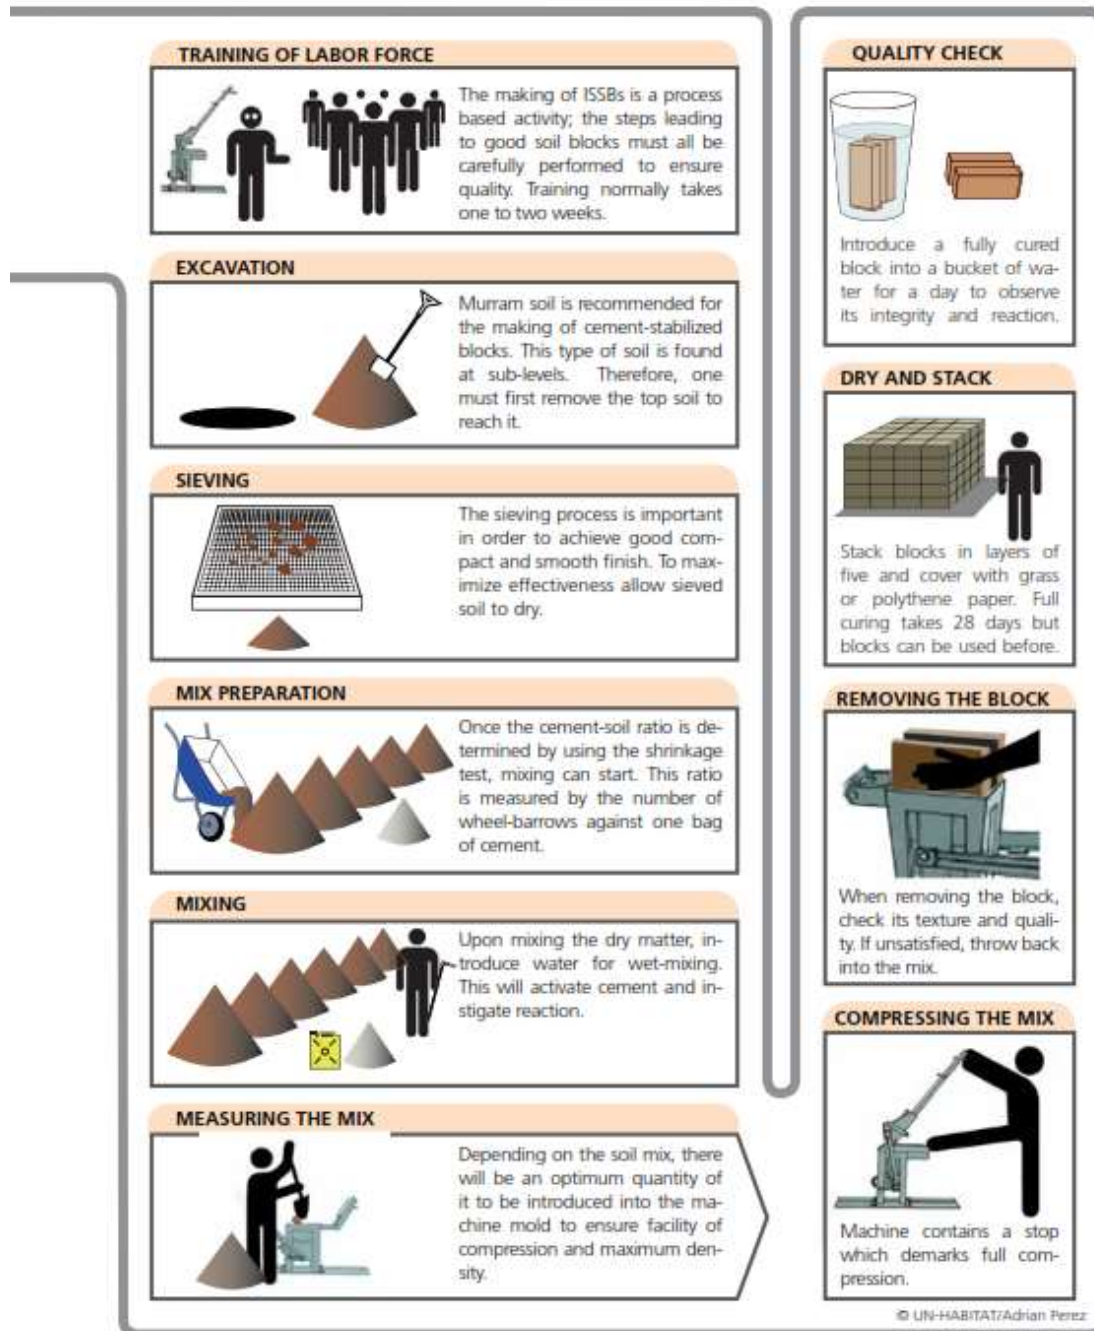 TRAINING OF LABOR FORCE
The making of ISSBs is a process
based activity; the steps leading
to good soil blocks must all be
carefully performed to ensure
quality. Training normally takes
one to two weeks.
EXCAVATION
Murram soil is recommended for
the making of cement-stabilized
blocks. This type of soil is found
at sub-levels. Therefore, one
must first remove the top soil to
reach it.
SIEVING
The sieving process is important
in order to achieve good com-
pact and smooth finish. To max-
imize effectiveness allow sieved
soil to dry.
MIX PREPARATION
Once the cement-soil ratio is de-
termined by using the shrinkage
test, mixing can start. This ratio
is measured by the number of
wheel-barrows against one bag
of cement.
MIXING
Upon mixing the dry matter, in-
troduce water for wet-mixing.
This will activate cement and in-
stigate reaction.
MEASURING THE MIX
Depending on the soil mix, there
will be an optimum quantity of
it to be introduced into the ma-
chine mold to ensure facility of
compression and maximum den-
sity.
QUALITY CHECK
Introduce a fully cured
block into a bucket of wa-
ter for a day to observe
its integrity and reaction.
DRY AND STACK
Stack blocks in layers of
five and cover with grass
or polythene paper. Full
curing takes 28 days but
blocks can be used before.
REMOVING THE BLOCK
When removing the block,
check its texture and quali-
ty. If unsatisfied, throw back
into the mix.
COMPRESSING THE MIX
Machine contains a stop
which demarks full com-
pression.
© UN-HABITAT/Adrian Perez